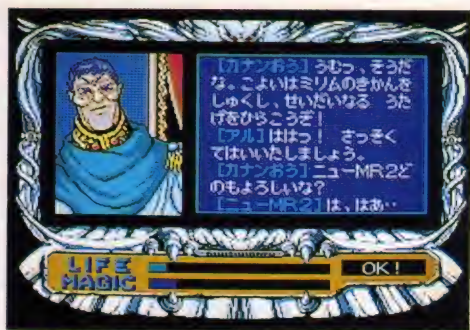 [カナンおう] うむっ、そうだ
な。こよいはミリムのきかんを
しゅくし、せいだいなる うた
げをひらこうぞ!
[アル] ははっ! さっそく
てはいいたしましょう。
[カナンおう] ニューMR2ど
のもよろしいな?
[ニューMR2] は、はあ‥
LIFE
MAGIC
OK!